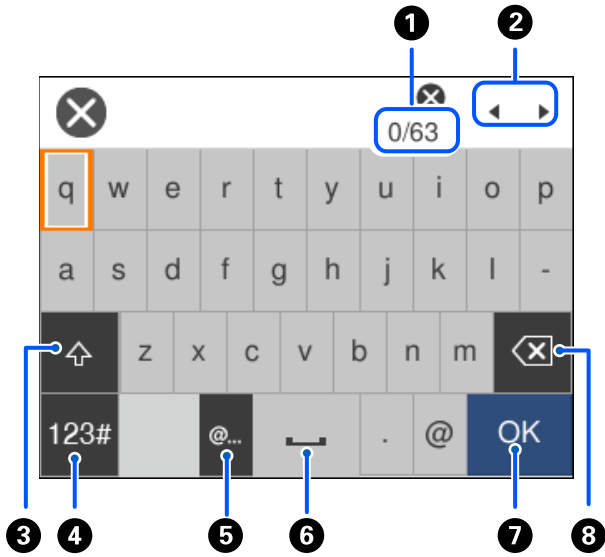 1 2
0/63
q w e r t y u i o p
a s d f g h j k l -
z x c v b n m
123# @... . @ OK
3 4 5 6 7 8